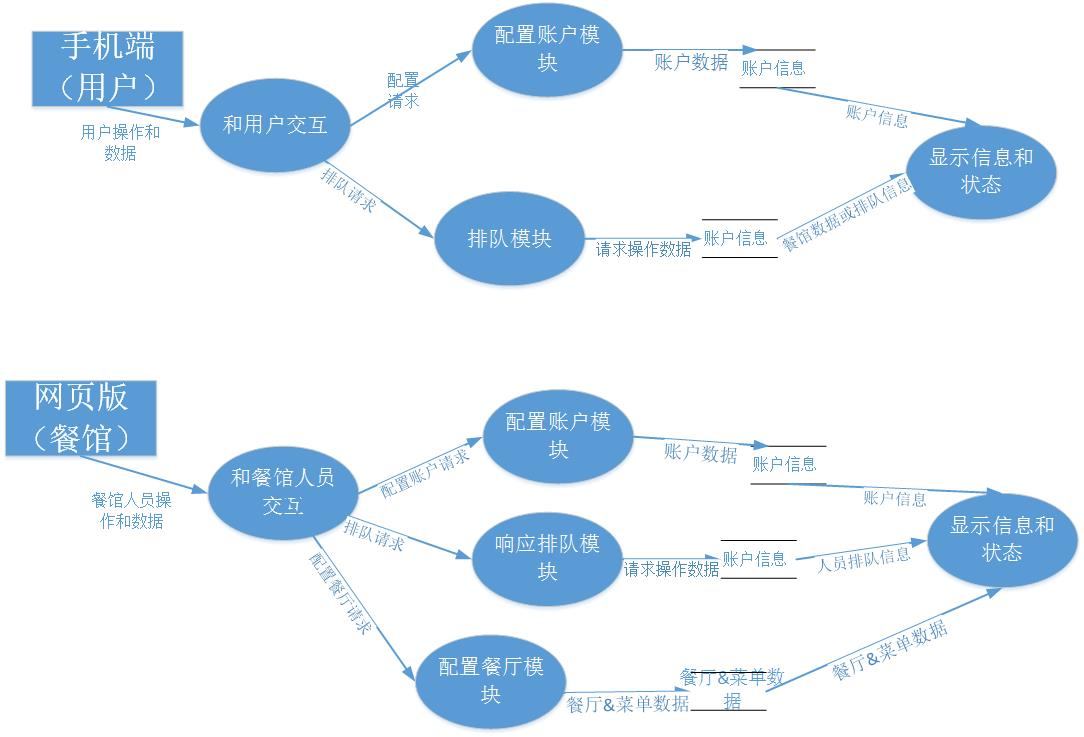 手机端
（用户）
用户操作和
数据
和用户交互
配置
请求
配置账户模
块
账户数据
账户信息
账户信息
显示信息和
状态
排队请求
排队模块
请求操作数据
账户信息
餐馆数据或排队信息
网页版
（餐馆）
餐馆人员操
作和数据
和餐馆人员
交互
配置账户请求
配置账户模
块
账户数据
账户信息
账户信息
显示信息和
状态
排队请求
响应排队模
块
请求操作数据
账户信息
人员排队信息
配置餐厅请求
配置餐厅模
块
餐厅&菜单数据
餐厅&菜单数
据
餐厅&菜单数据